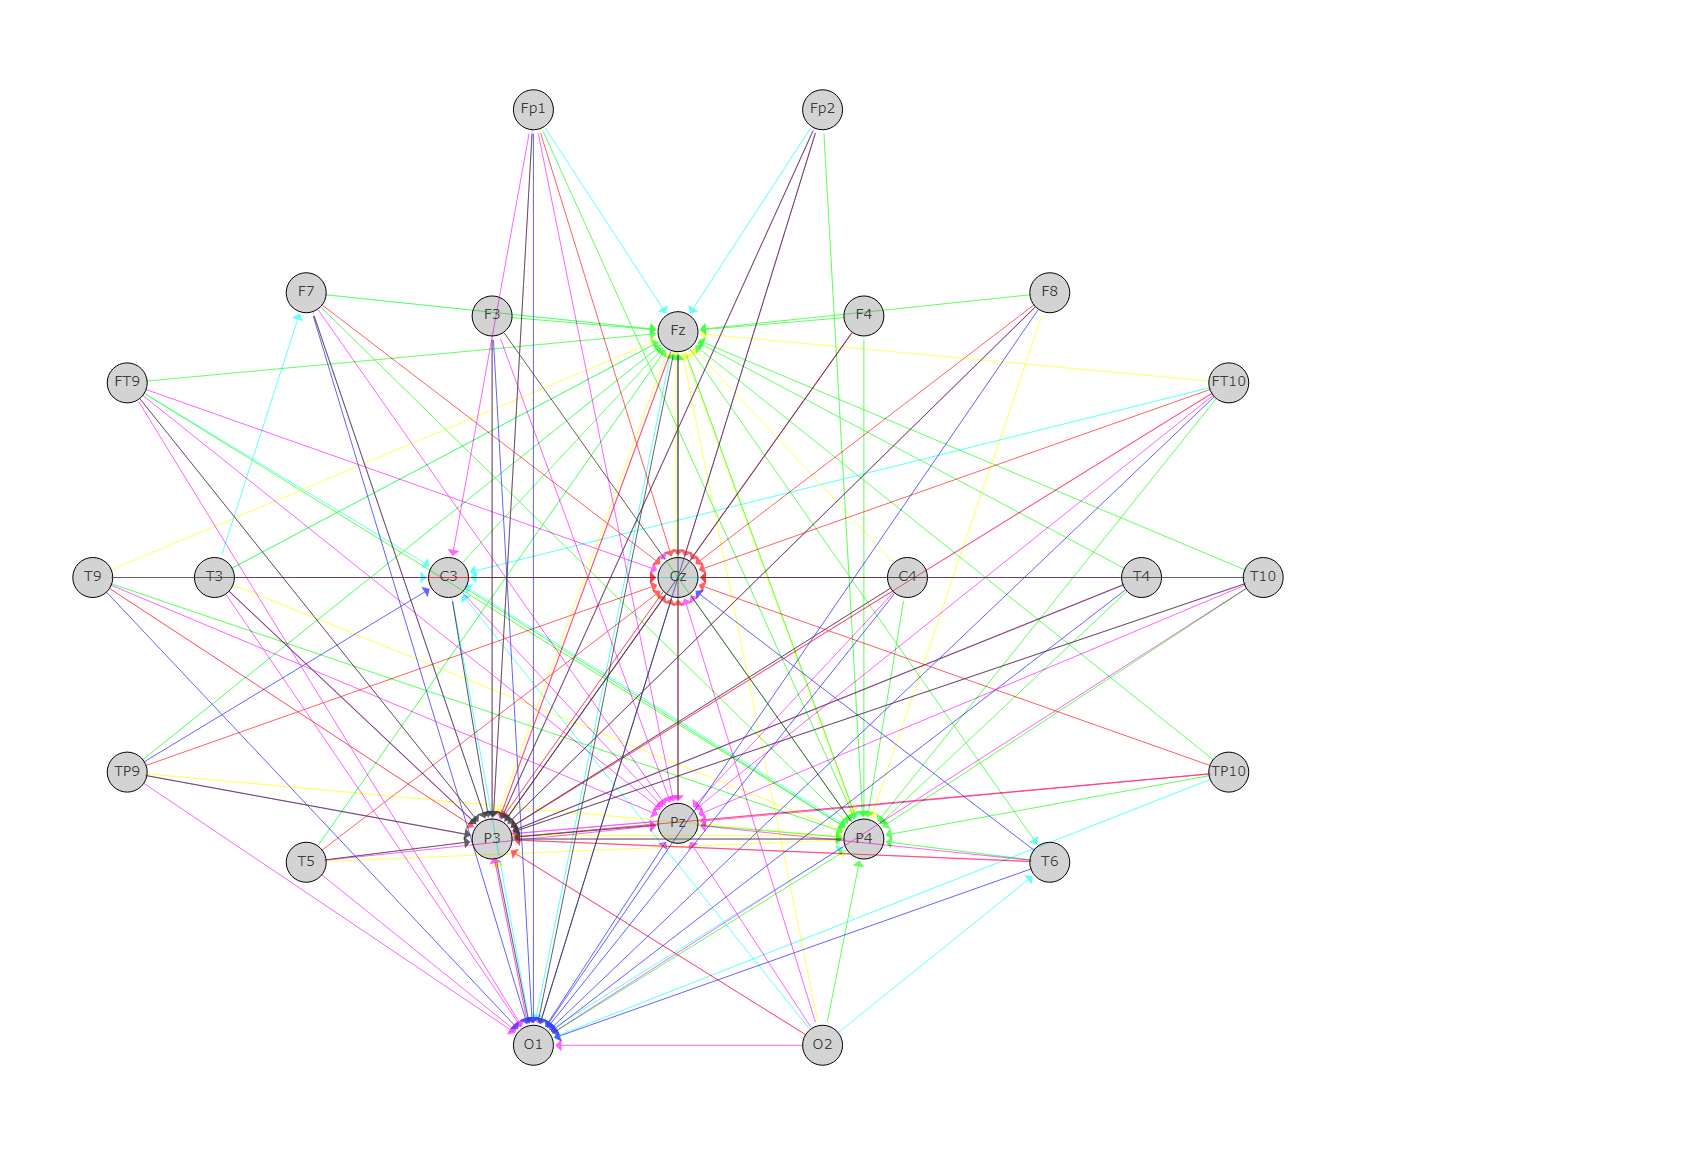 Fp1 Fp2
F7 F3 Fz F4 F8
FT9 FT10
T9 T3 C3 Cz C4 T4 T10
TP9 TP10
T5 P3 Pz P4 T6
O1 O2